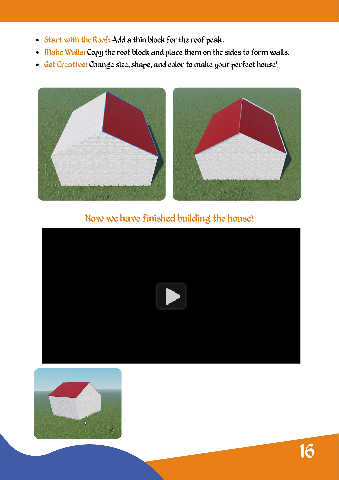 Start with the Roof: Add a thin block for the roof peak.
Make Walls: Copy the roof block and place them on the sides to form walls.
Get Creative: Change size, shape, and color to make your perfect house!
Now we have finished building the house!
16